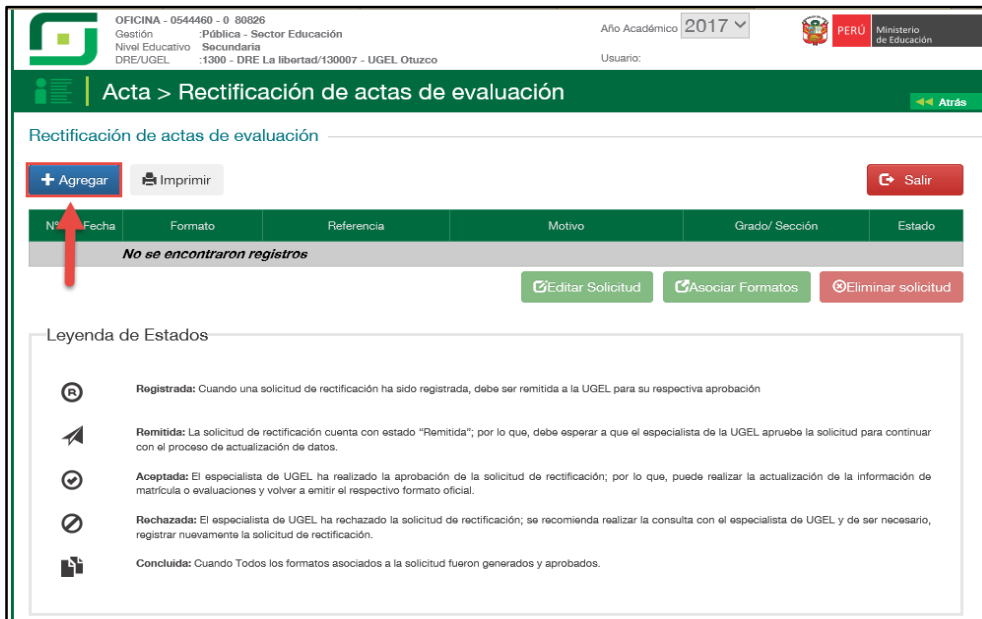 OFICINA - 0544460 - 0 80826
Gestión :Pública - Sector Educación
Nivel Educativo Secundaria
DRE/UGEL :1300 - DRE La libertad/130007 - UGEL Otuzco
Año Académico 2017
Usuario:
PERÚ Ministerio de Educación
Acta > Rectificación de actas de evaluación
Atrás
Rectificación de actas de evaluación
Agregar Imprimir Salir
N° Fecha Formato Referencia Motivo Grado/ Sección Estado
No se encontraron registros
Editar Solicitud Asociar Formatos Eliminar solicitud
Leyenda de Estados
R Registrada: Cuando una solicitud de rectificación ha sido registrada, debe ser remitida a la UGEL para su respectiva aprobación
Remitida: La solicitud de rectificación cuenta con estado "Remitida"; por lo que, debe esperar a que el especialista de la UGEL apruebe la solicitud para continuar
con el proceso de actualización de datos.
Aceptada: El especialista de UGEL ha realizado la aprobación de la solicitud de rectificación; por lo que, puede realizar la actualización de la información de
matrícula o evaluaciones y volver a emitir el respectivo formato oficial.
Rechazada: El especialista de UGEL ha rechazado la solicitud de rectificación; se recomienda realizar la consulta con el especialista de UGEL y de ser necesario,
registrar nuevamente la solicitud de rectificación.
Concluida: Cuando Todos los formatos asociados a la solicitud fueron generados y aprobados.